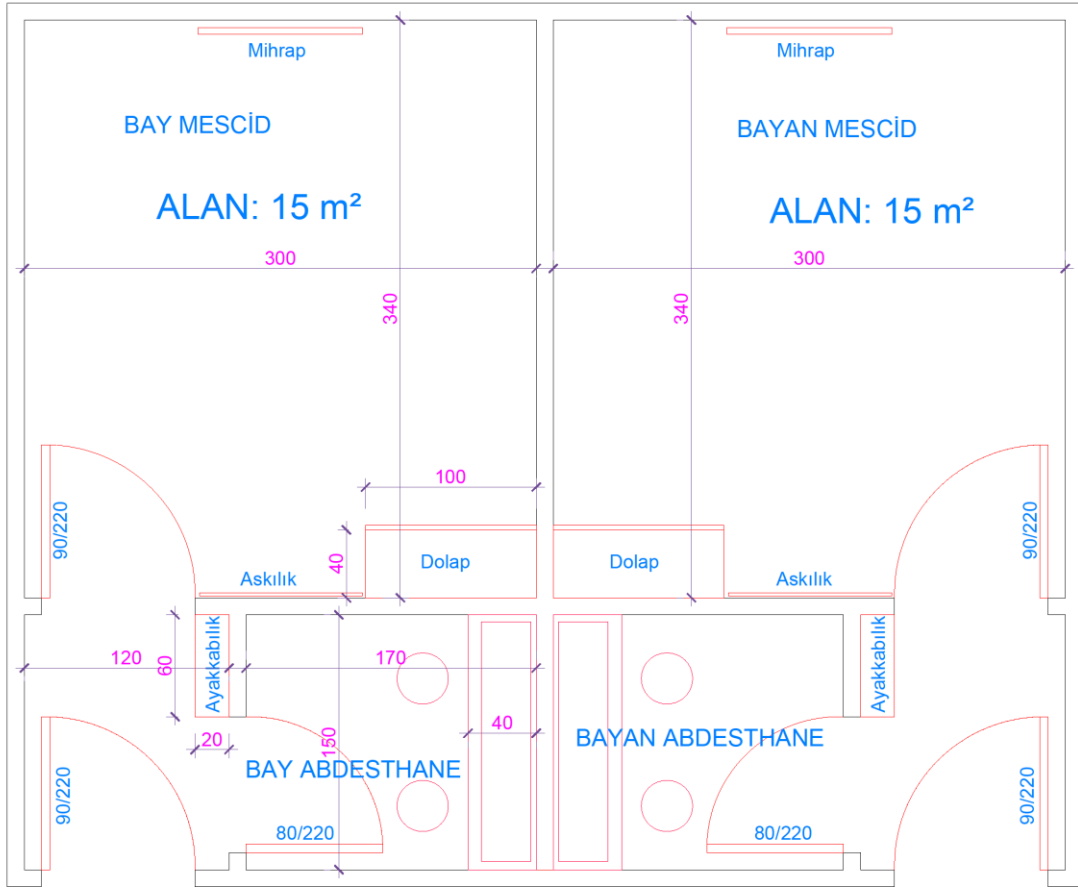 Mihrap
Mihrap
BAY MESCİD
BAYAN MESCİD
ALAN: 15 m²
ALAN: 15 m²
300
300
340
340
100
90/220
90/220
40
Dolap
Dolap
Askılık
Askılık
120
60
Ayakkabılık
170
Ayakkabılık
20
150
40
BAYAN ABDESTHANE
BAY ABDESTHANE
90/220
80/220
80/220
90/220